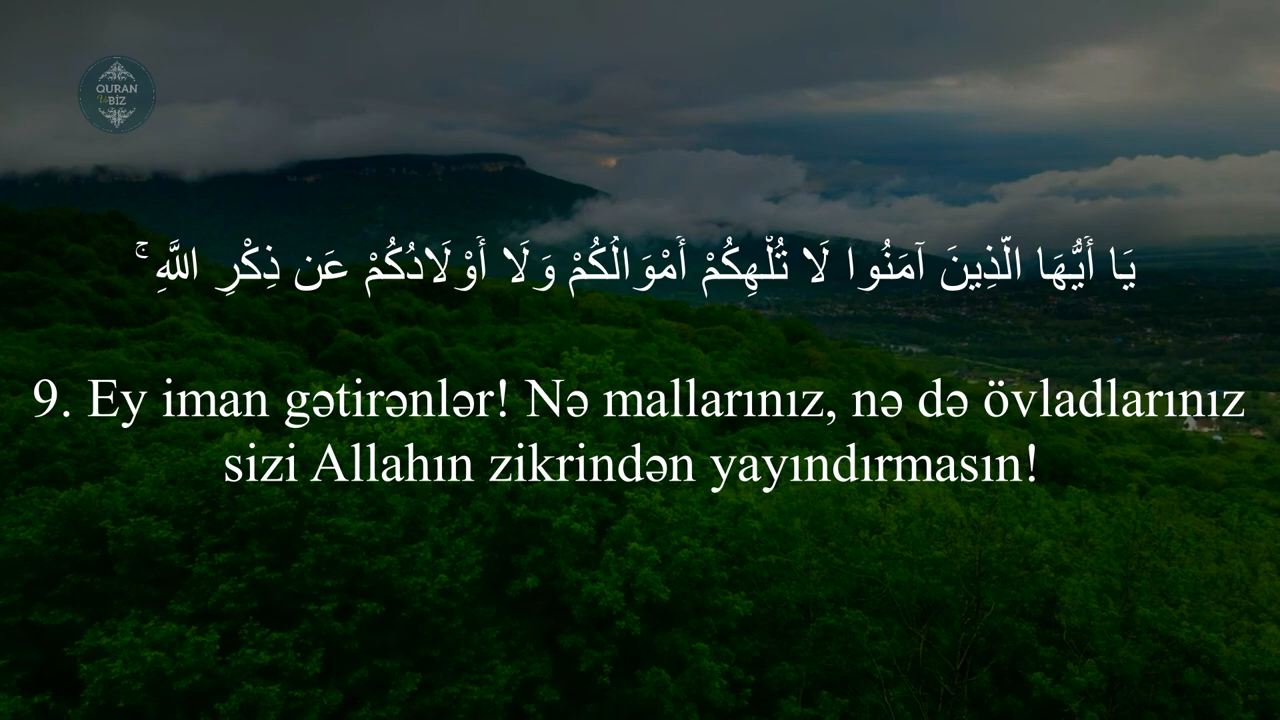 QURAN
Və BİZ
يَا أَيُّهَا الَّذِينَ آمَنُوا لَا تُلْهِكُمْ أَمْوَالُكُمْ وَلَا أَوْلَادُكُمْ عَن ذِكْرِ اللَّهِ ۚ
9. Ey iman gətirənlər! Nə mallarınız, nə də övladlarınız
sizi Allahın zikrindən yayındırmasın!